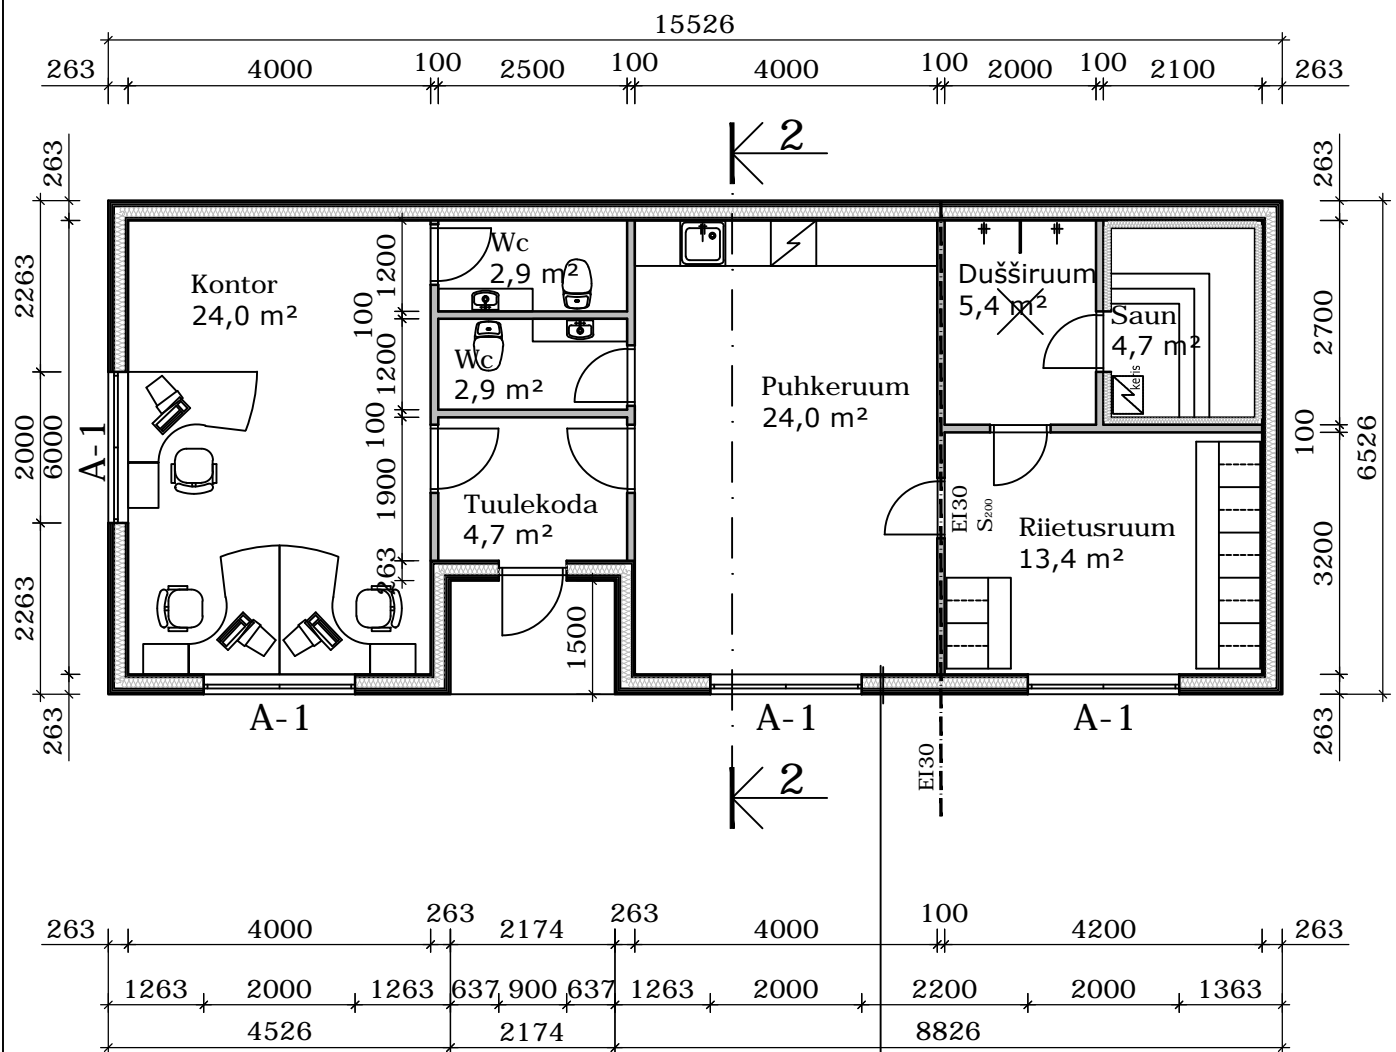 15526
263 4000 100 2500 100 4000 100 2000 100 2100 263
2
263
263
Kontor
24,0 m²
1200
Wc
2,9 m²
100
1200
Wc
2,9 m²
100
1900
263
Tuulekoda
4,7 m²
1500
Puhkeruum
24,0 m²
Dušširuum
5,4 m²
Saun
4,7 m²
keris
EI30
S200
Riietusruum
13,4 m²
2263
2000
6000
A-1
2263
263
2700
100
6526
3200
263
A-1
A-1
A-1
EI30
2
263 4000 263 2174 263 4000 100 4200 263
1263 2000 1263 637 900 637 1263 2000 2200 2000 1363
4526 2174 8826